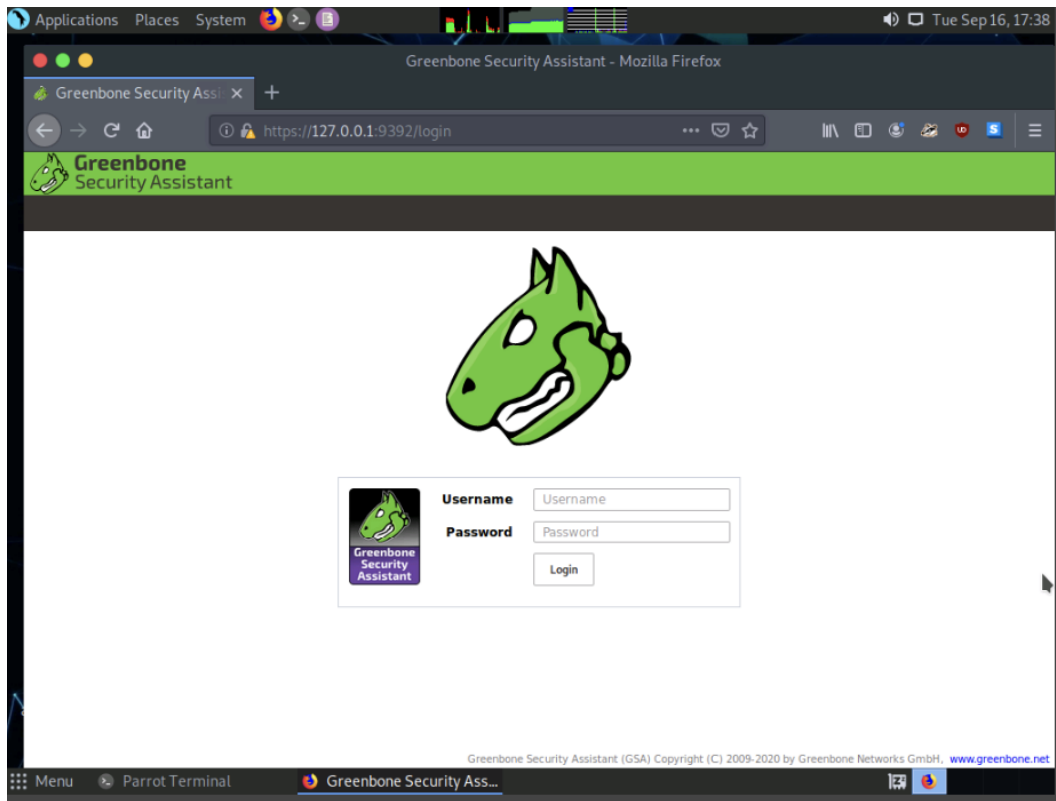 Applications Places System Tue Sep 16, 17:38
Greenbone Security Assistant - Mozilla Firefox
Greenbone Security Assi
https://127.0.0.1:9392/login
Greenbone
Security Assistant
Username Username
Password Password
Login
Greenbone
Security
Assistant
Greenbone Security Assistant (GSA) Copyright (C) 2009-2020 by Greenbone Networks GmbH, www.greenbone.net
Menu Parrot Terminal Greenbone Security Ass...